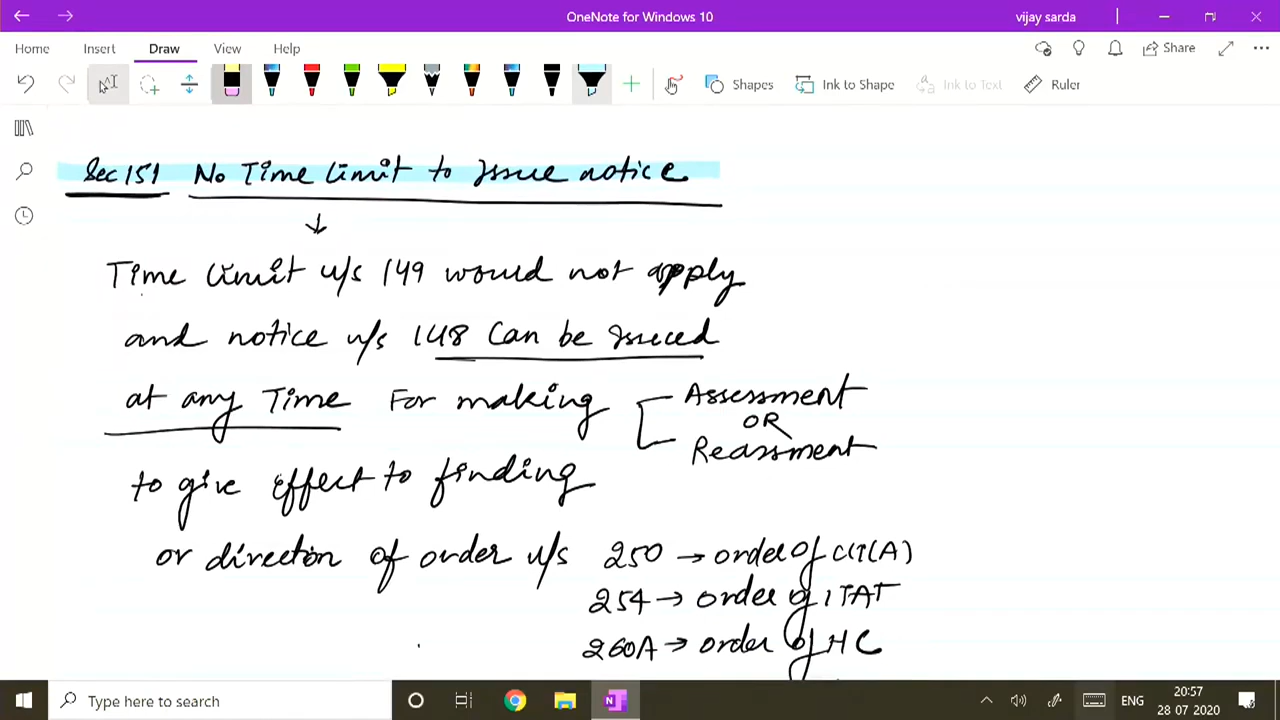 OneNote for Windows 10
vijay sarda
Home Insert Draw View Help
Share
Shapes Ink to Shape Ink to Text Ruler
Sec 151 No Time Limit to Issue notice
Time limit u/s 149 would not apply
and notice u/s 148 Can be issued
at any Time For making
Assessment
OR
Reassment
to give effect to finding
or direction of order u/s 250 → order of CIT(A)
254 → order of ITAT
260A → order of HC
Type here to search
ENG
20:57
28 07 2020